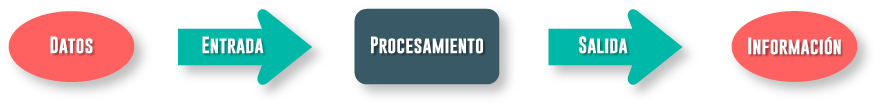 Datos
Entrada
Procesamiento
Salida
Información